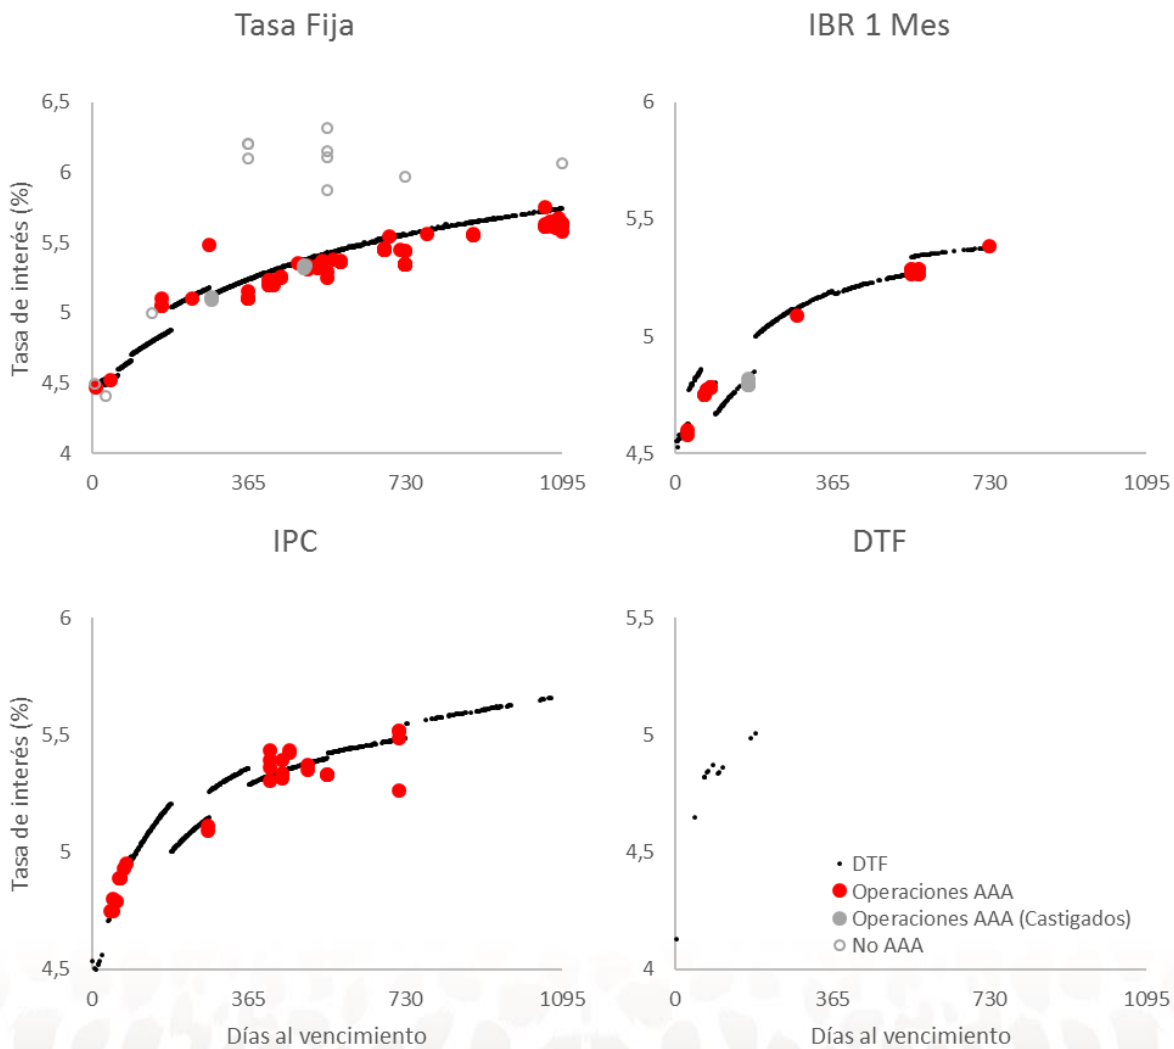 Tasa Fija
Tasa de interés (%)
6,5
6
5,5
5
4,5
4
0 365 730 1095
IBR 1 Mes
6
5,5
5
4,5
0 365 730 1095
IPC
Tasa de interés (%)
6
5,5
5
4,5
0 365 730 1095
Días al vencimiento
DTF
5,5
5
4,5
4
DTF
Operaciones AAA
Operaciones AAA (Castigados)
No AAA
0 365 730 1095
Días al vencimiento